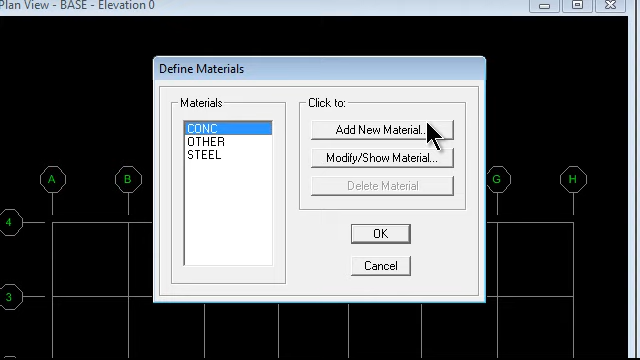 Plan View - BASE - Elevation 0
Define Materials
Materials
CONC
OTHER
STEEL
Click to:
Add New Material...
Modify/Show Material...
Delete Material
OK
Cancel
A
B
G
H
4
3